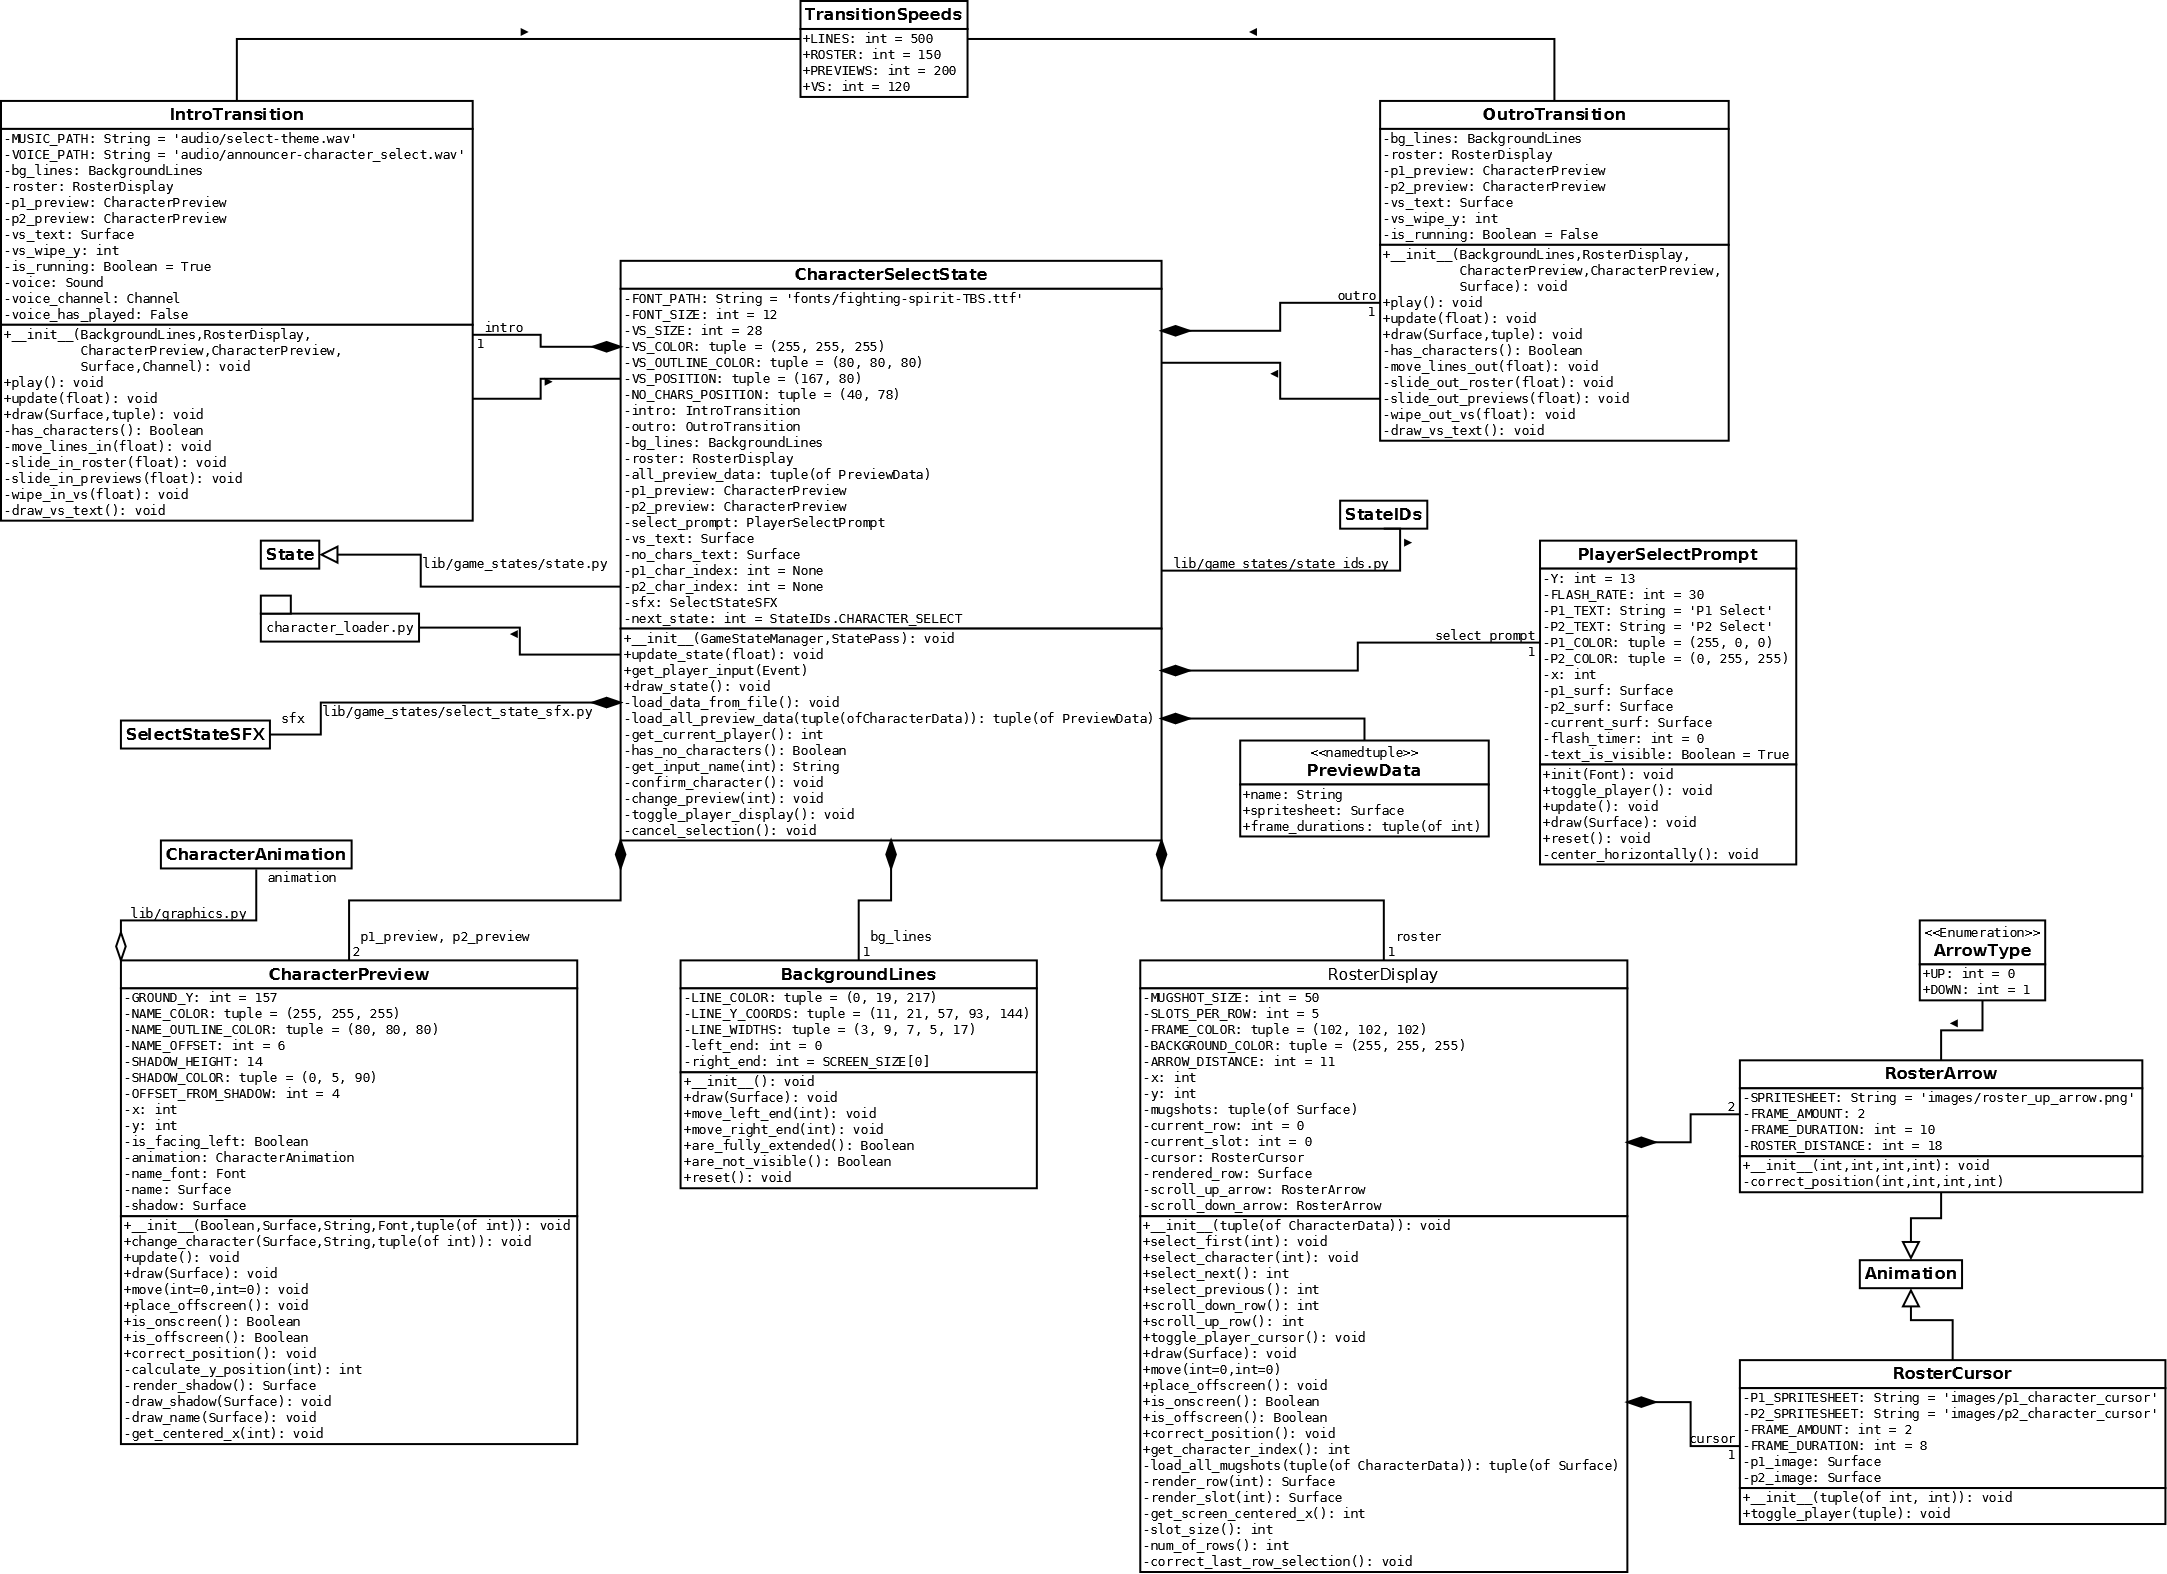 TransitionSpeeds
+LINES: int = 500
+ROSTER: int = 150
+PREVIEWS: int = 200
+VS: int = 120
IntroTransition
-MUSIC_PATH: String = 'audio/select-theme.wav'
-VOICE_PATH: String = 'audio/announcer-character_select.wav'
-bg_lines: BackgroundLines
-roster: RosterDisplay
-p1_preview: CharacterPreview
-p2_preview: CharacterPreview
-vs_text: Surface
-vs_wipe_y: int
-is_running: Boolean = True
-voice: Sound
-voice_channel: Channel
-voice_has_played: False
+__init__(BackgroundLines,RosterDisplay,
CharacterPreview,CharacterPreview,
Surface,Channel): void
+play(): void
+update(float): void
+draw(Surface,tuple): void
-has_characters(): Boolean
-move_lines_in(float): void
-slide_in_roster(float): void
-slide_in_previews(float): void
-wipe_in_vs(float): void
-draw_vs_text(): void
OutroTransition
-bg_lines: BackgroundLines
-roster: RosterDisplay
-p1_preview: CharacterPreview
-p2_preview: CharacterPreview
-vs_text: Surface
-vs_wipe_y: int
-is_running: Boolean = False
+__init__(BackgroundLines,RosterDisplay,
CharacterPreview,CharacterPreview,
Surface): void
+play(): void
+update(float): void
+draw(Surface,tuple): void
-has_characters(): Boolean
-move_lines_out(float): void
-slide_out_roster(float): void
-slide_out_previews(float): void
-wipe_out_vs(float): void
-draw_vs_text(): void
intro
1
outro
1
CharacterSelectState
-FONT_PATH: String = 'fonts/fighting-spirit-TBS.ttf'
-FONT_SIZE: int = 12
-VS_SIZE: int = 28
-VS_COLOR: tuple = (255, 255, 255)
-VS_OUTLINE_COLOR: tuple = (80, 80, 80)
-VS_POSITION: tuple = (167, 80)
-NO_CHARS_POSITION: tuple = (40, 78)
-intro: IntroTransition
-outro: OutroTransition
-bg_lines: BackgroundLines
-roster: RosterDisplay
-all_preview_data: tuple(of PreviewData)
-p1_preview: CharacterPreview
-p2_preview: CharacterPreview
-select_prompt: PlayerSelectPrompt
-vs_text: Surface
-no_chars_text: Surface
-p1_char_index: int = None
-p2_char_index: int = None
-sfx: SelectStateSFX
-next_state: int = StateIDs.CHARACTER_SELECT
+__init__(GameStateManager,StatePass): void
+update_state(float): void
+get_player_input(Event)
+draw_state(): void
-load_data_from_file(): void
-load_all_preview_data(tuple(ofCharacterData)): tuple(of PreviewData)
-get_current_player(): int
-has_no_characters(): Boolean
-get_input_name(int): String
-confirm_character(): void
-change_preview(int): void
-toggle_player_display(): void
-cancel_selection(): void
State
lib/game_states/state.py
character_loader.py
SelectStateSFX
sfx
lib/game_states/select_state_sfx.py
StateIDs
lib/game_states/state_ids.py
select_prompt
1
PlayerSelectPrompt
-Y: int = 13
-FLASH_RATE: int = 30
-P1_TEXT: String = 'P1 Select'
-P2_TEXT: String = 'P2 Select'
-P1_COLOR: tuple = (255, 0, 0)
-P2_COLOR: tuple = (0, 255, 255)
-x: int
-p1_surf: Surface
-p2_surf: Surface
-current_surf: Surface
-flash_timer: int = 0
-text_is_visible: Boolean = True
+init(Font): void
+toggle_player(): void
+update(): void
+draw(Surface): void
+reset(): void
-center_horizontally(): void
<<namedtuple>>
PreviewData
+name: String
+spritesheet: Surface
+frame_durations: tuple(of int)
CharacterAnimation
animation
lib/graphics.py
p1_preview, p2_preview
2
bg_lines
1
roster
1
CharacterPreview
-GROUND_Y: int = 157
-NAME_COLOR: tuple = (255, 255, 255)
-NAME_OUTLINE_COLOR: tuple = (80, 80, 80)
-NAME_OFFSET: int = 6
-SHADOW_HEIGHT: 14
-SHADOW_COLOR: tuple = (0, 5, 90)
-OFFSET_FROM_SHADOW: int = 4
-x: int
-y: int
-is_facing_left: Boolean
-animation: CharacterAnimation
-name_font: Font
-name: Surface
-shadow: Surface
+__init__(Boolean,Surface,String,Font,tuple(of int)): void
+change_character(Surface,String,tuple(of int)): void
+update(): void
+draw(Surface): void
+move(int=0,int=0): void
+place_offscreen(): void
+is_onscreen(): Boolean
+is_offscreen(): Boolean
+correct_position(): void
-calculate_y_position(int): int
-render_shadow(): Surface
-draw_shadow(Surface): void
-draw_name(Surface): void
-get_centered_x(int): void
BackgroundLines
-LINE_COLOR: tuple = (0, 19, 217)
-LINE_Y_COORDS: tuple = (11, 21, 57, 93, 144)
-LINE_WIDTHS: tuple = (3, 9, 7, 5, 17)
-left_end: int = 0
-right_end: int = SCREEN_SIZE[0]
+__init__(): void
+draw(Surface): void
+move_left_end(int): void
+move_right_end(int): void
+are_fully_extended(): Boolean
+are_not_visible(): Boolean
+reset(): void
RosterDisplay
-MUGSHOT_SIZE: int = 50
-SLOTS_PER_ROW: int = 5
-FRAME_COLOR: tuple = (102, 102, 102)
-BACKGROUND_COLOR: tuple = (255, 255, 255)
-ARROW_DISTANCE: int = 11
-x: int
-y: int
-mugshots: tuple(of Surface)
-current_row: int = 0
-current_slot: int = 0
-cursor: RosterCursor
-rendered_row: Surface
-scroll_up_arrow: RosterArrow
-scroll_down_arrow: RosterArrow
+__init__(tuple(of CharacterData)): void
+select_first(int): void
+select_character(int): void
+select_next(): int
+select_previous(): int
+scroll_down_row(): int
+scroll_up_row(): int
+toggle_player_cursor(): void
+draw(Surface): void
+move(int=0,int=0)
+place_offscreen(): void
+is_onscreen(): Boolean
+is_offscreen(): Boolean
+correct_position(): void
+get_character_index(): int
-load_all_mugshots(tuple(of CharacterData)): tuple(of Surface)
-render_row(int): Surface
-render_slot(int): Surface
-get_screen_centered_x(): int
-slot_size(): int
-num_of_rows(): int
-correct_last_row_selection(): void
<<Enumeration>>
ArrowType
+UP: int = 0
+DOWN: int = 1
2
RosterArrow
-SPRITESHEET: String = 'images/roster_up_arrow.png'
-FRAME_AMOUNT: 2
-FRAME_DURATION: int = 10
-ROSTER_DISTANCE: int = 18
+__init__(int,int,int,int): void
-correct_position(int,int,int,int)
Animation
cursor
1
RosterCursor
-P1_SPRITESHEET: String = 'images/p1_character_cursor'
-P2_SPRITESHEET: String = 'images/p2_character_cursor'
-FRAME_AMOUNT: int = 2
-FRAME_DURATION: int = 8
-p1_image: Surface
-p2_image: Surface
+__init__(tuple(of int, int)): void
+toggle_player(tuple): void